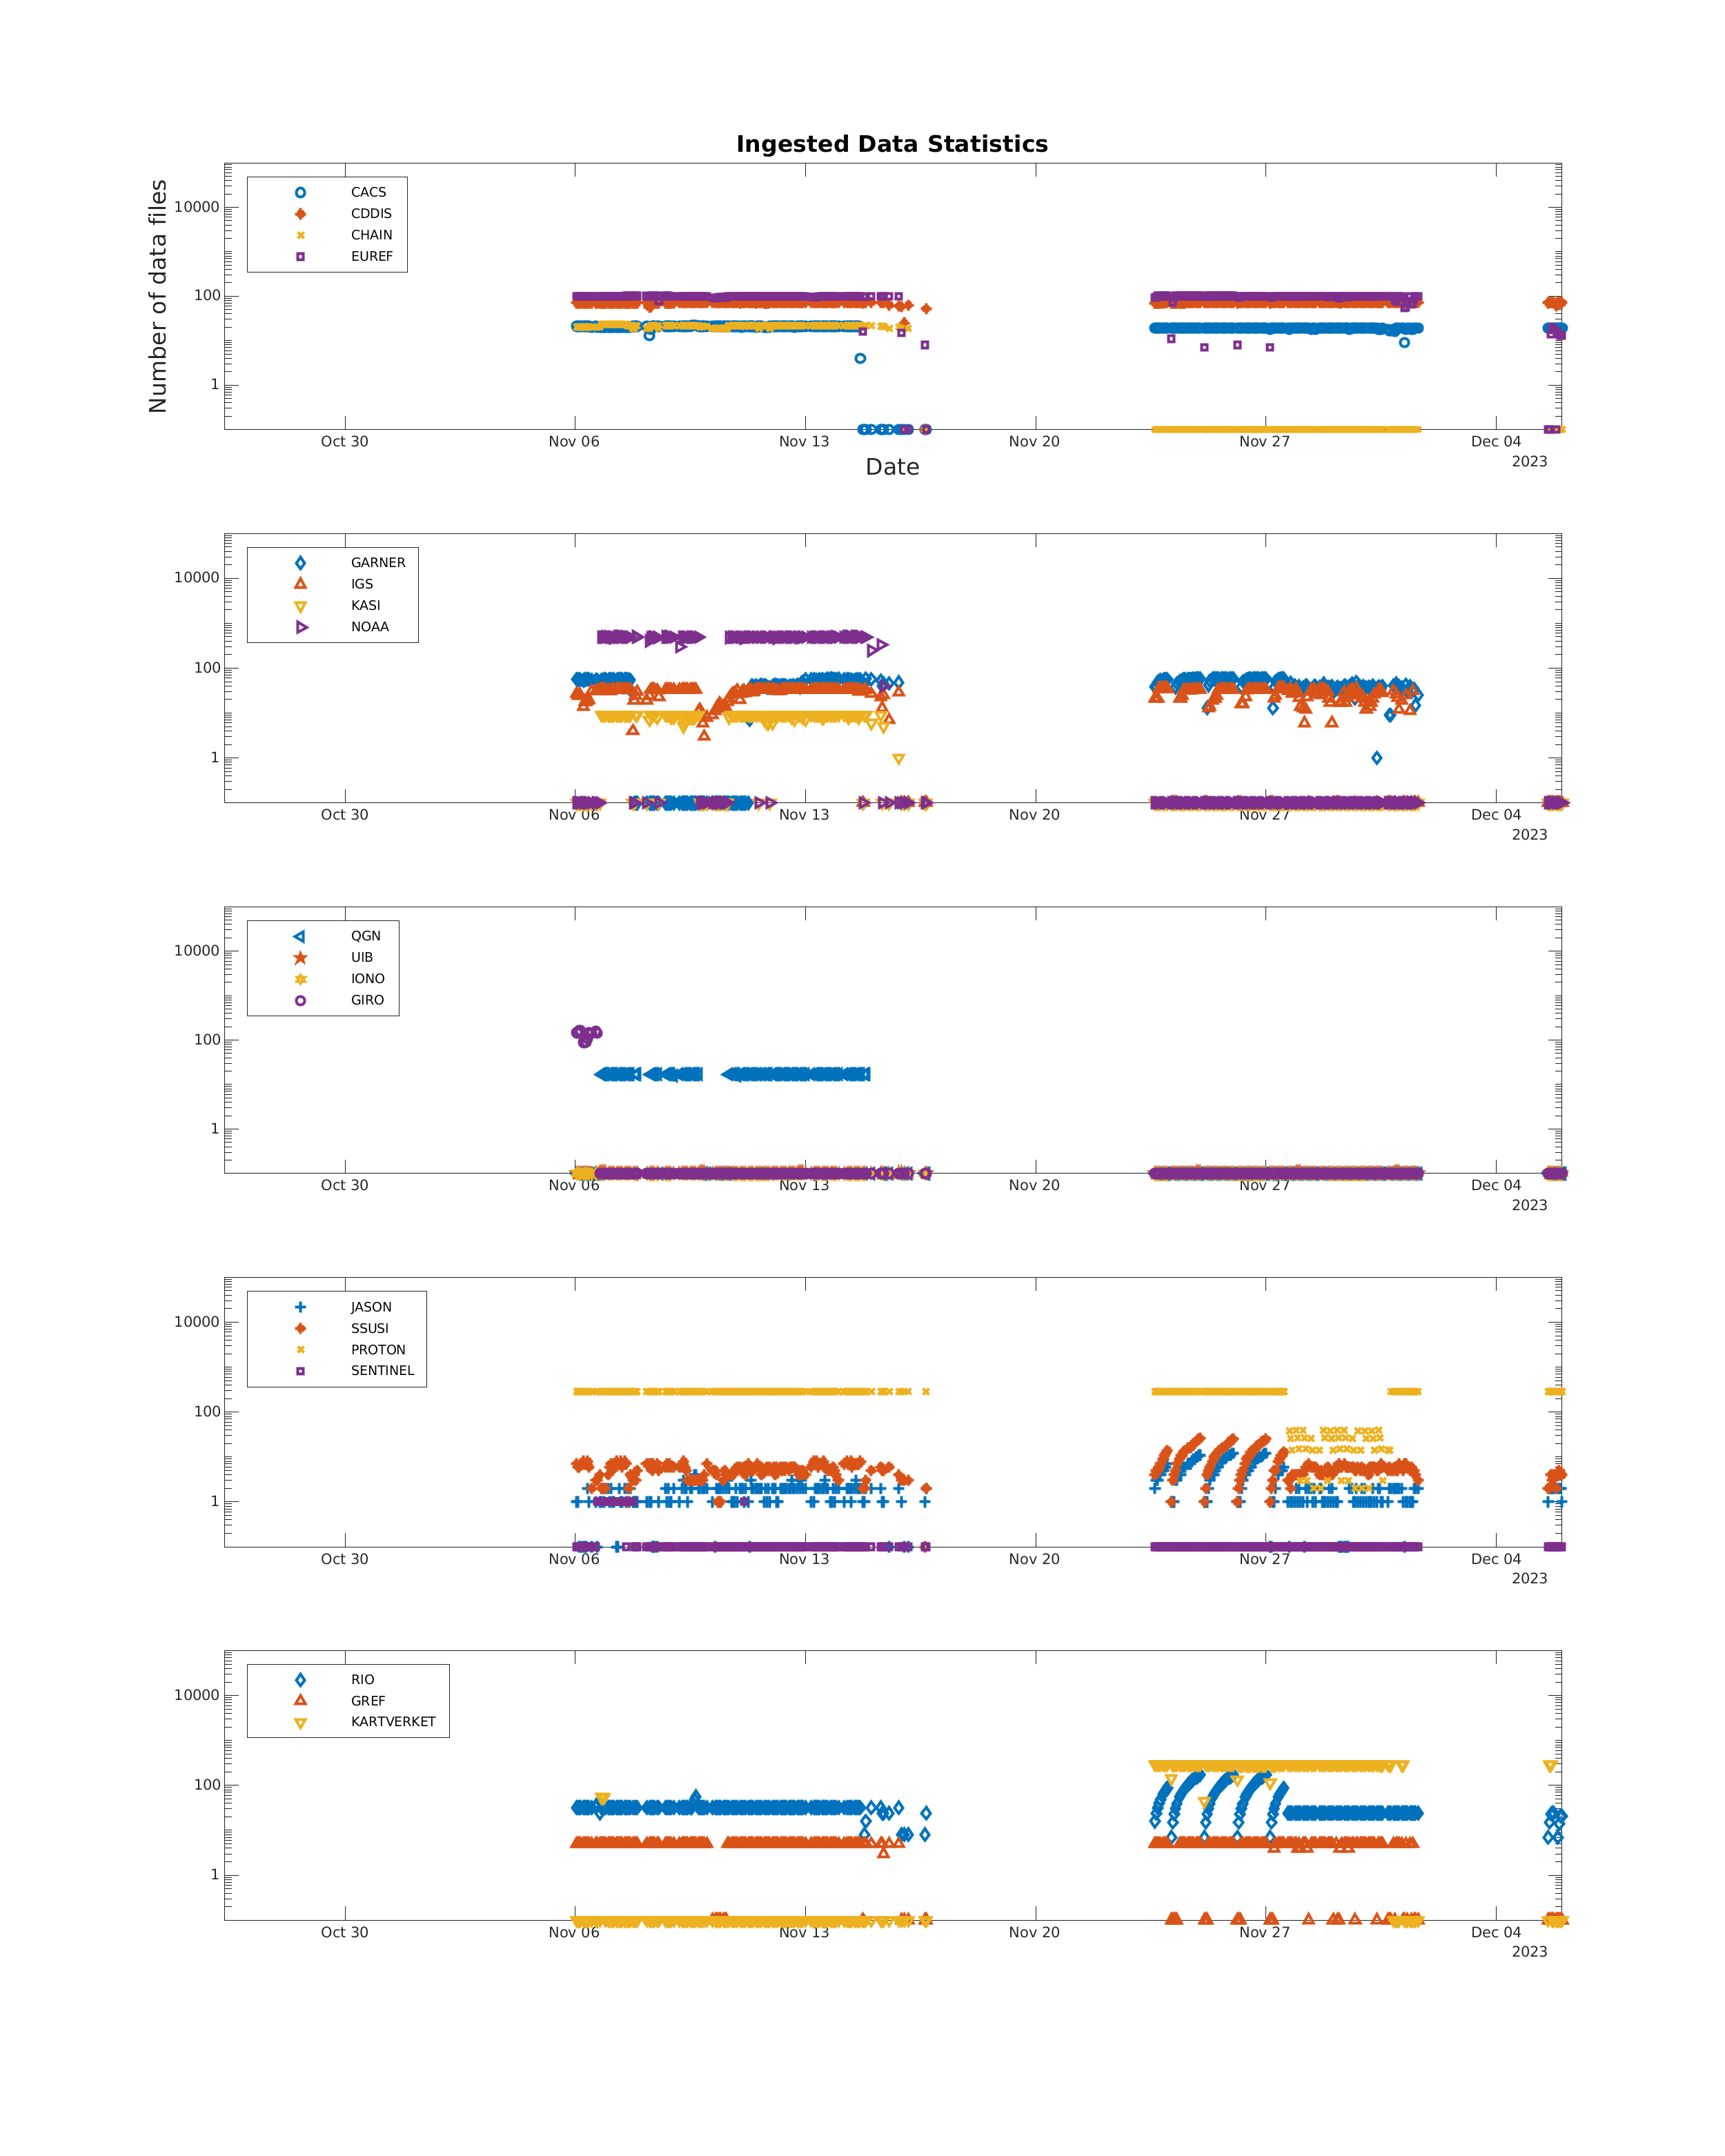 Ingested Data Statistics
Number of data files
CACS
CDDIS
CHAIN
EUREF
10000
100
1
Oct 30
Nov 06
Nov 13
Nov 20
Nov 27
Dec 04
2023
Date
GARNER
IGS
KASI
NOAA
10000
100
1
Oct 30
Nov 06
Nov 13
Nov 20
Nov 27
Dec 04
2023
QGN
UIB
IONO
GIRO
10000
100
1
Oct 30
Nov 06
Nov 13
Nov 20
Nov 27
Dec 04
2023
JASON
SSUSI
PROTON
SENTINEL
10000
100
1
Oct 30
Nov 06
Nov 13
Nov 20
Nov 27
Dec 04
2023
RIO
GREF
KARTVERKET
10000
100
1
Oct 30
Nov 06
Nov 13
Nov 20
Nov 27
Dec 04
2023